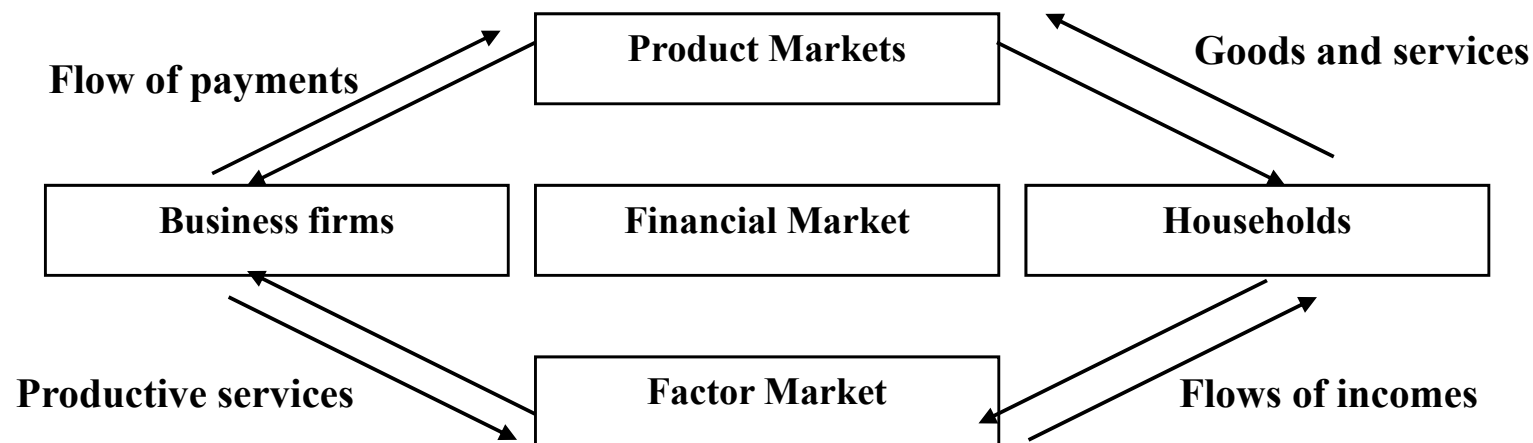 Product Markets
Goods and services
Flow of payments
Business firms
Financial Market
Households
Productive services
Factor Market
Flows of incomes